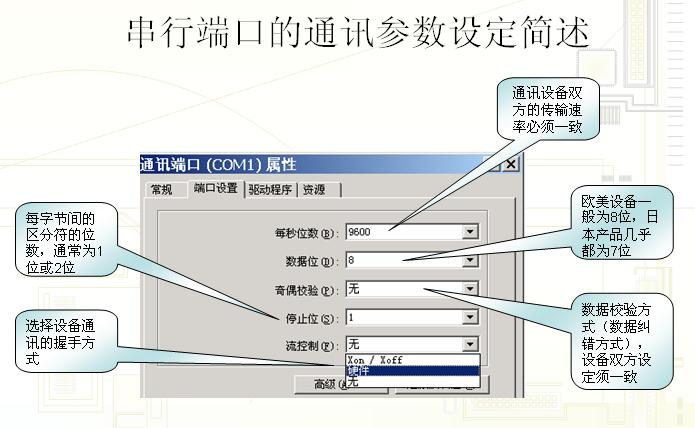 串行端口的通讯参数设定简述
通讯设备双
方的传输速
率必须一致
通讯端口 (COM1) 属性
常规 端口设置 驱动程序 资源
每字节间的
区分符的位
数，通常为1
位或2位
欧美设备一
般为8位，日
本产品几乎
都为7位
每秒位数(B): 9600
数据位(D): 8
奇偶校验(P): 无
停止位(S): 1
流控制(F): 无
Xon / Xoff
硬件
无
高级(A)
选择设备通
讯的握手方
式
数据校验方
式（数据纠
错方式），
设备双方设
定须一致